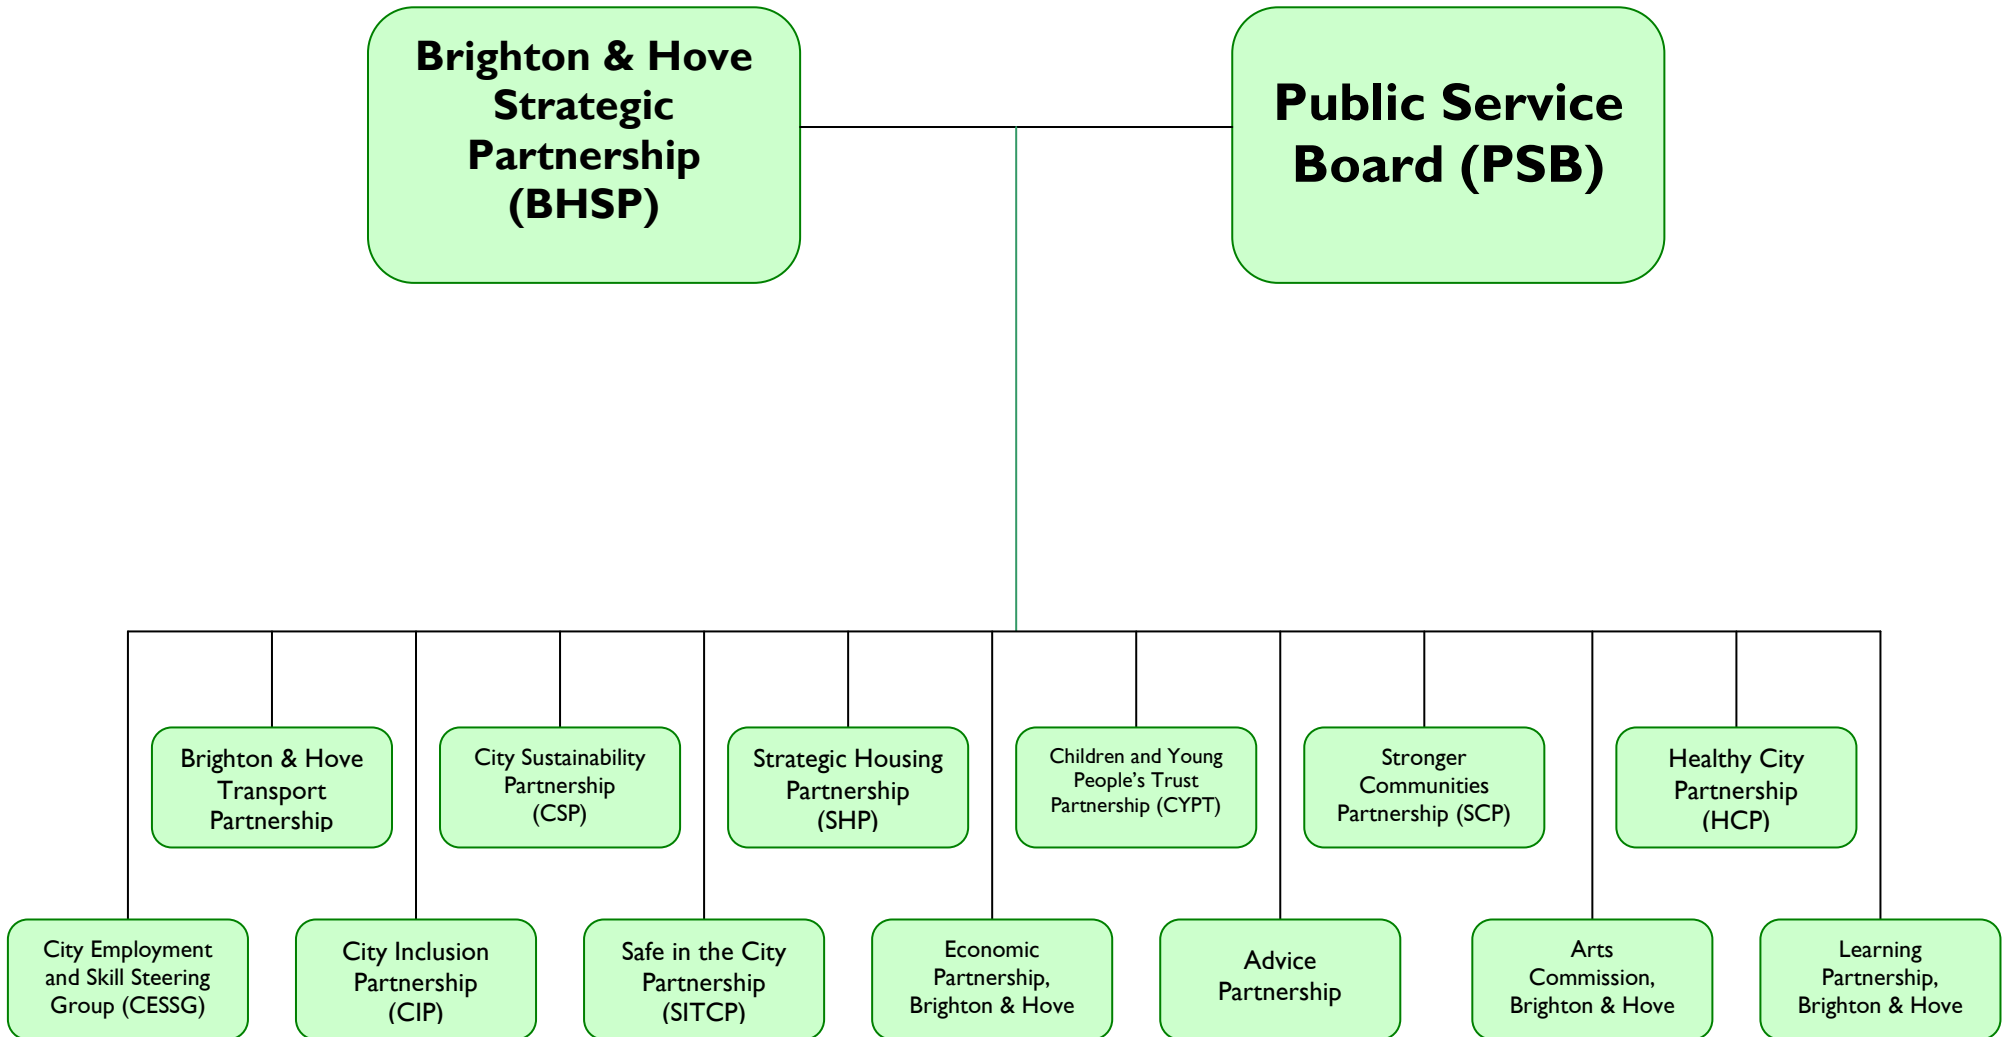 Brighton & Hove
Strategic
Partnership
(BHSP)
Public Service
Board (PSB)
Brighton & Hove
Transport
Partnership
City Sustainability
Partnership
(CSP)
Strategic Housing
Partnership
(SHP)
Children and Young
People’s Trust
Partnership (CYPT)
Stronger
Communities
Partnership (SCP)
Healthy City
Partnership
(HCP)
City Employment
and Skill Steering
Group (CESSG)
City Inclusion
Partnership
(CIP)
Safe in the City
Partnership
(SITCP)
Economic
Partnership,
Brighton & Hove
Advice
Partnership
Arts
Commission,
Brighton & Hove
Learning
Partnership,
Brighton & Hove